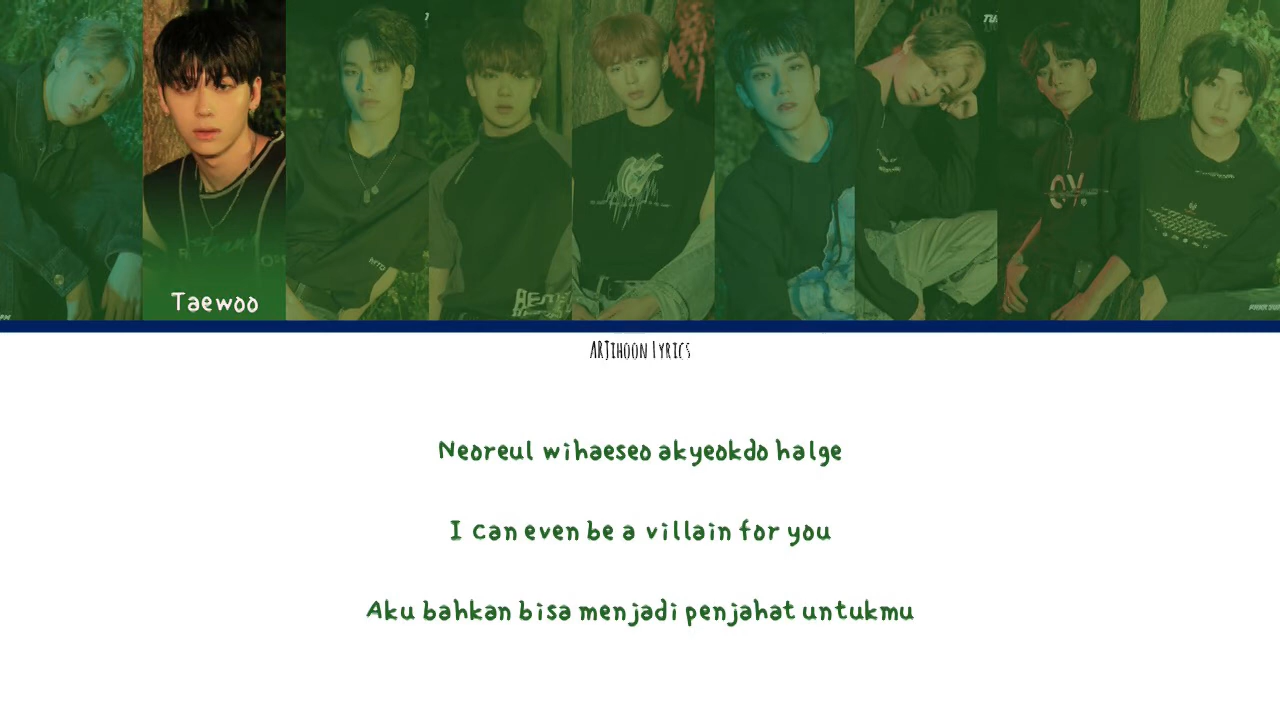 Taewoo
ARJihoon Lyrics
Neoreul wihaeseo akyeokdo halge
I can even be a villain for you
Aku bahkan bisa menjadi penjahat untukmu